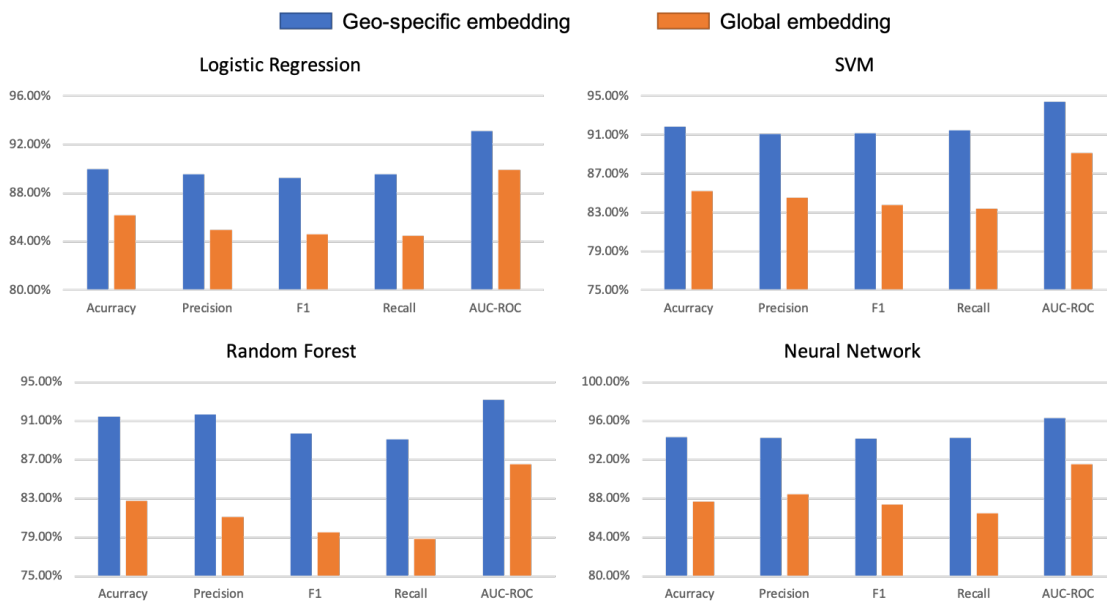 Geo-specific embedding Global embedding
Logistic Regression
96.00%
92.00%
88.00%
84.00%
80.00%
Acurracy Precision F1 Recall AUC-ROC
SVM
95.00%
91.00%
87.00%
83.00%
79.00%
75.00%
Acurracy Precision F1 Recall AUC-ROC
Random Forest
95.00%
91.00%
87.00%
83.00%
79.00%
75.00%
Acurracy Precision F1 Recall AUC-ROC
Neural Network
100.00%
96.00%
92.00%
88.00%
84.00%
80.00%
Acurracy Precision F1 Recall AUC-ROC